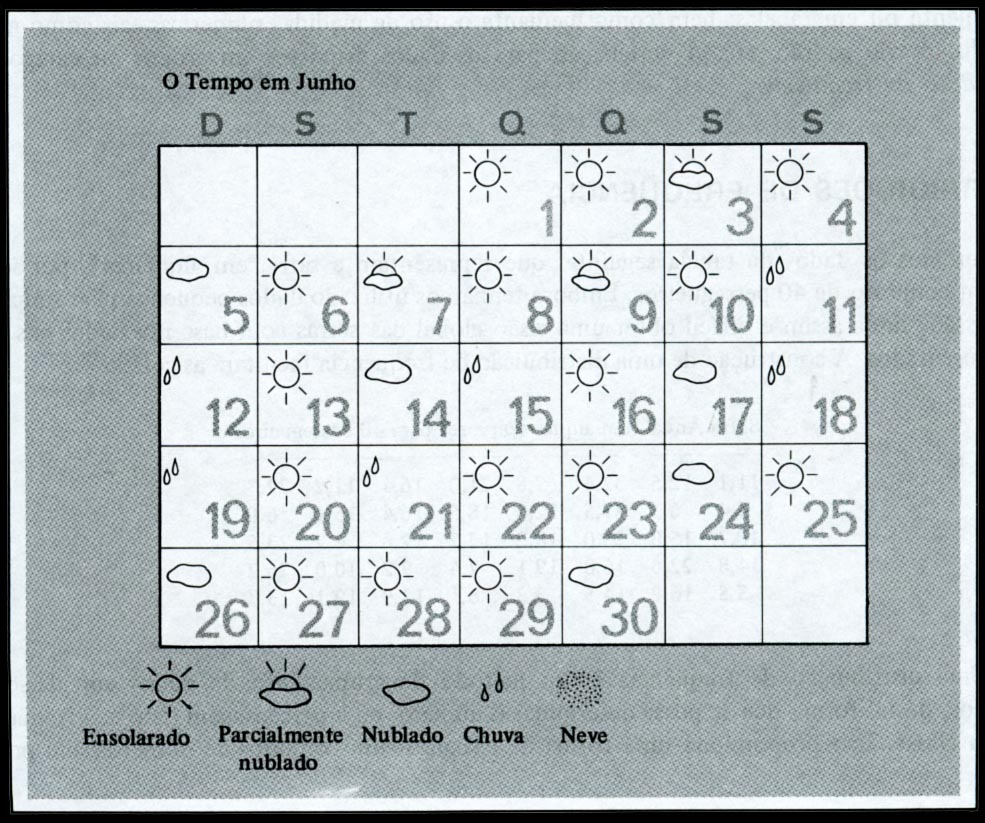 O Tempo em Junho
D S T Q Q S S
1 2 3 4
5 6 7 8 9 10 11
12 13 14 15 16 17 18
19 20 21 22 23 24 25
26 27 28 29 30
Ensolarado Parcialmente nublado Nublado Chuva Neve